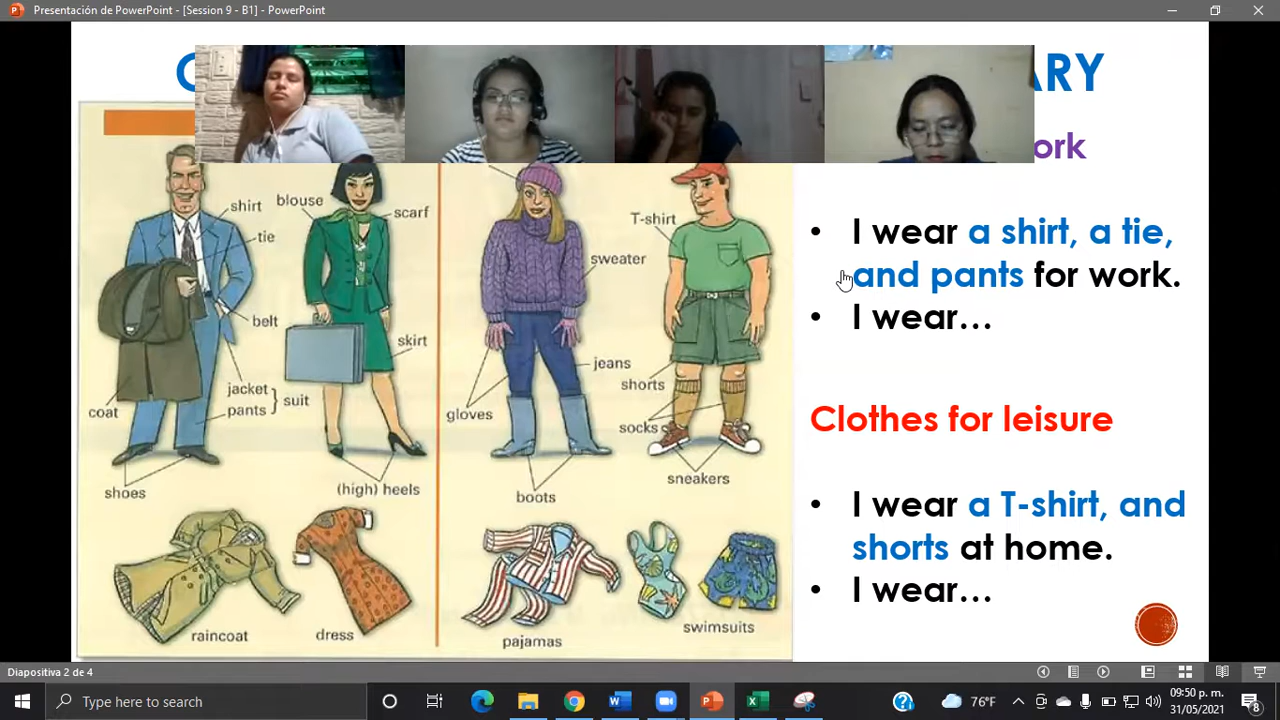 Presentación de PowerPoint - [Session 9 - B1] - PowerPoint
shirt
blouse
scarf
tie
belt
skirt
jacket
pants
suit
coat
shoes
(high) heels
raincoat
dress
T-shirt
sweater
jeans
gloves
shorts
socks
boots
sneakers
pajamas
swimsuits
• I wear a shirt, a tie,
and pants for work.
• I wear…
Clothes for leisure
• I wear a T-shirt, and
shorts at home.
• I wear…
Diapositiva 2 de 4
Type here to search
76°F
09:50 p. m.
31/05/2021
8